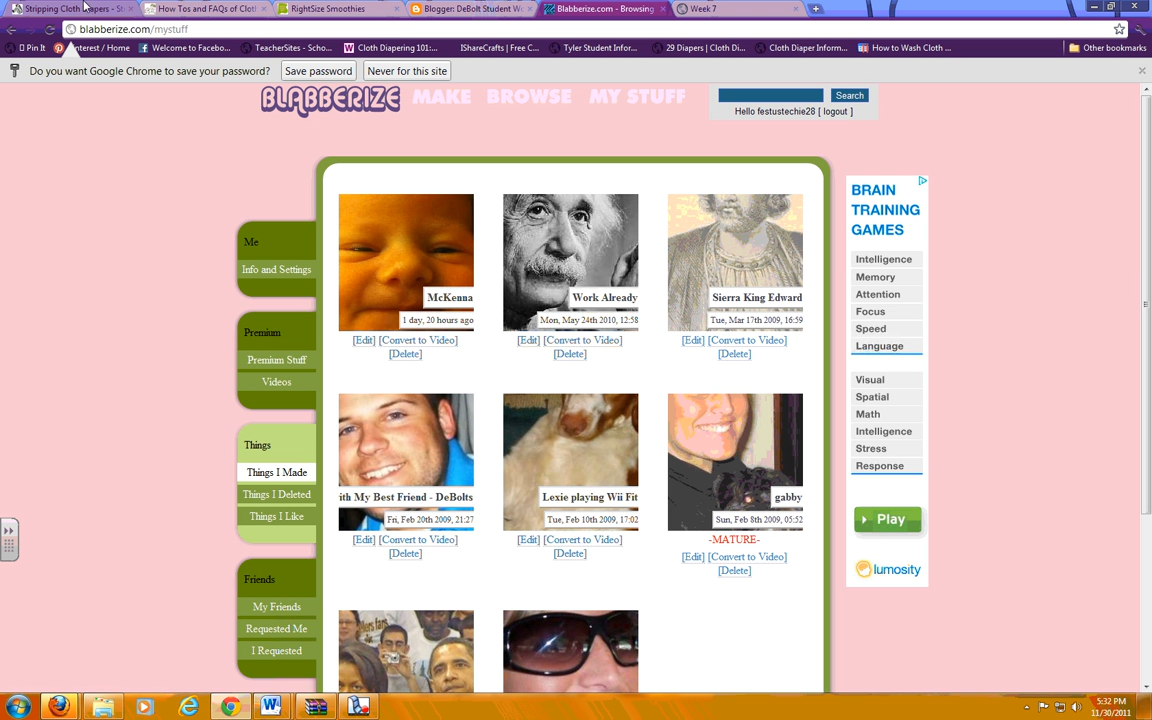 Stripping Cloth Diapers - St
How Tos and FAQs of Cloth
RightSize Smoothies
Blogger: DeBolt Student Wo
Blabberize.com - Browsing
Week 7
blabberize.com/mystuff
Pin It
Pinterest / Home
Welcome to Facebo...
TeacherSites - Scho...
Cloth Diapering 101:...
IShareCrafts | Free C...
Tyler Student Infor...
29 Diapers | Cloth Di...
Cloth Diaper Inform...
How to Wash Cloth ...
Other bookmarks
Do you want Google Chrome to save your password?
Save password
Never for this site
BLABBERIZE
MAKE
BROWSE
MY STUFF
Search
Hello festustechie28 [ logout ]
Me
Info and Settings
Premium
Premium Stuff
Videos
Things
Things I Made
Things I Deleted
Things I Like
Friends
My Friends
Requested Me
I Requested
McKenna
1 day, 20 hours ago
[Edit] [Convert to Video]
[Delete]
Work Already
Mon, May 24th 2010, 12:58
[Edit] [Convert to Video]
[Delete]
Sierra King Edward
Tue, Mar 17th 2009, 16:59
[Edit] [Convert to Video]
[Delete]
ith My Best Friend - DeBolts
Fri, Feb 20th 2009, 21:27
[Edit] [Convert to Video]
[Delete]
Lexie playing Wii Fit
Tue, Feb 10th 2009, 17:02
[Edit] [Convert to Video]
[Delete]
gabby
Sun, Feb 8th 2009, 05:52
-MATURE-
[Edit] [Convert to Video]
[Delete]
BRAIN
TRAINING
GAMES
Intelligence
Memory
Attention
Focus
Speed
Language
Visual
Spatial
Math
Intelligence
Stress
Response
Play
lumosity
5:32 PM
11/30/2011